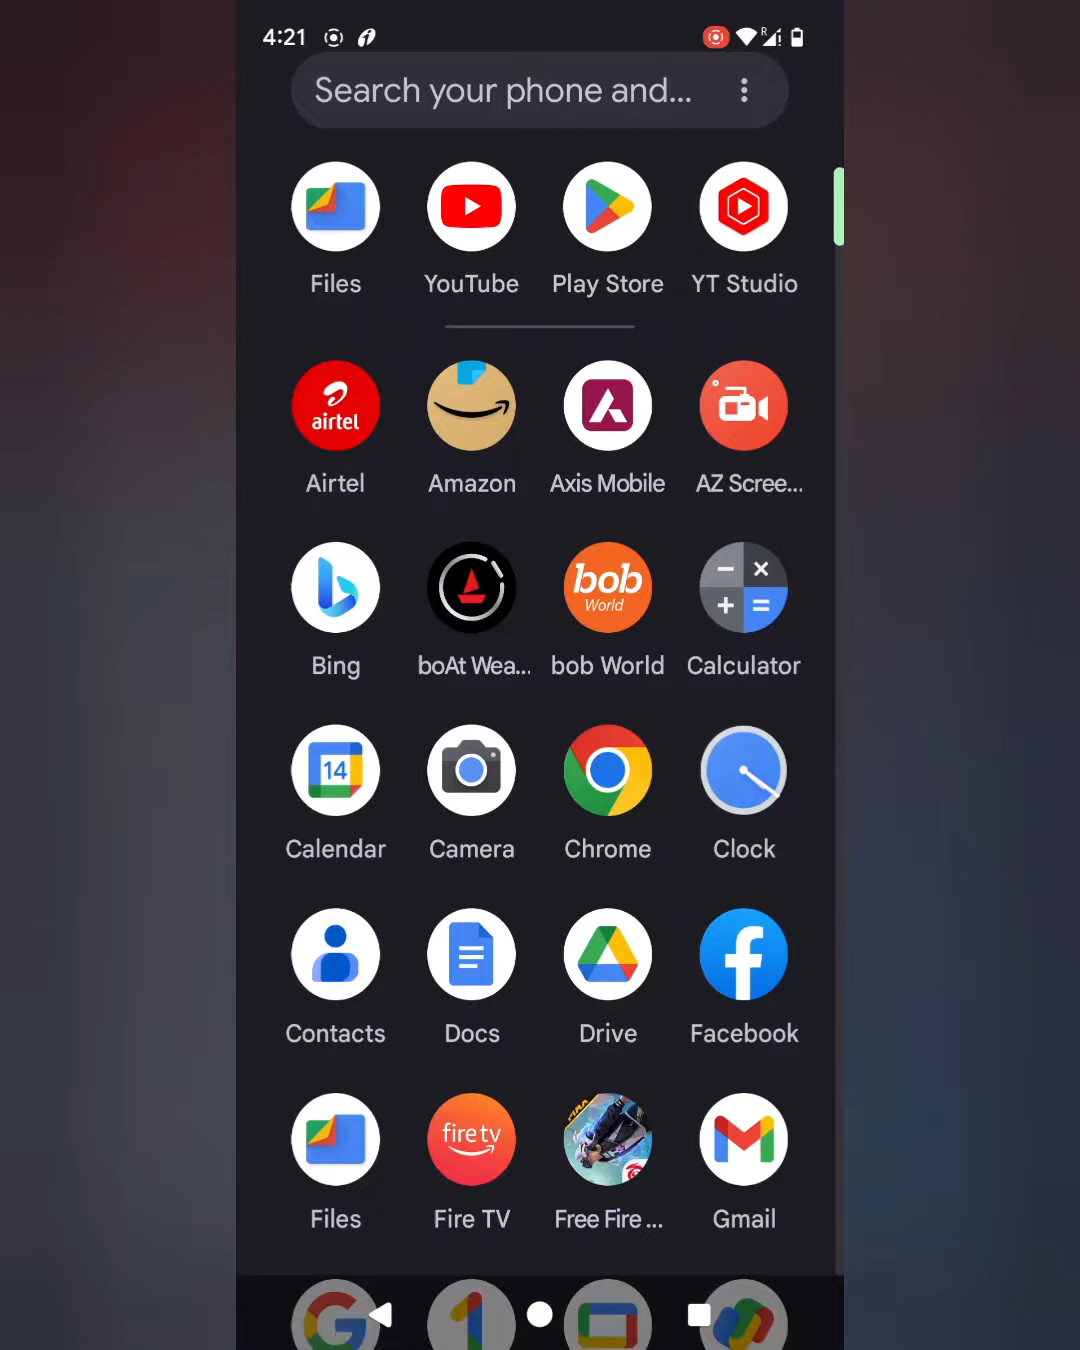 4:21
R
Search your phone and...
Files YouTube Play Store YT Studio
airtel
Airtel Amazon Axis Mobile AZ Scree...
bob
World
Bing boAt Wea... bob World Calculator
14
Calendar Camera Chrome Clock
Contacts Docs Drive Facebook
fire tv
Files Fire TV Free Fire ... Gmail